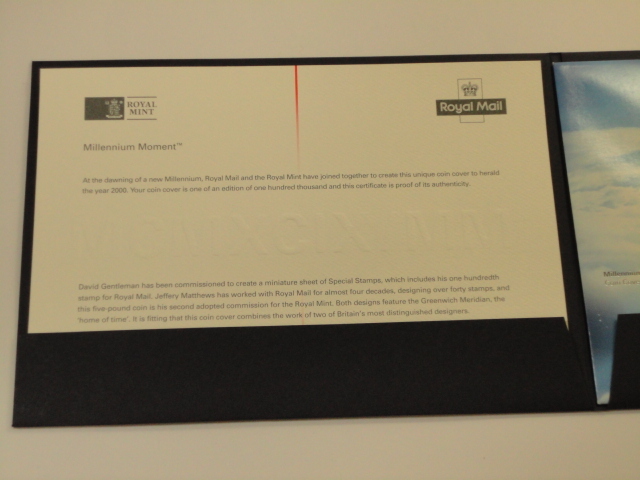 ROYAL
MINT
Royal Mail
Millennium Moment™
At the dawning of a new Millennium, Royal Mail and the Royal Mint have joined together to create this unique coin cover to herald
the year 2000. Your coin cover is one of an edition of one hundred thousand and this certificate is proof of its authenticity.
David Gentleman has been commissioned to create a miniature sheet of Special Stamps, which includes his one hundredth
stamp for Royal Mail. Jeffery Matthews has worked with Royal Mail for almost four decades, designing over forty stamps, and
this five-pound coin is his second adopted commission for the Royal Mint. Both designs feature the Greenwich Meridian, the
'home of time'. It is fitting that this coin cover combines the work of two of Britain's most distinguished designers.
Millennium